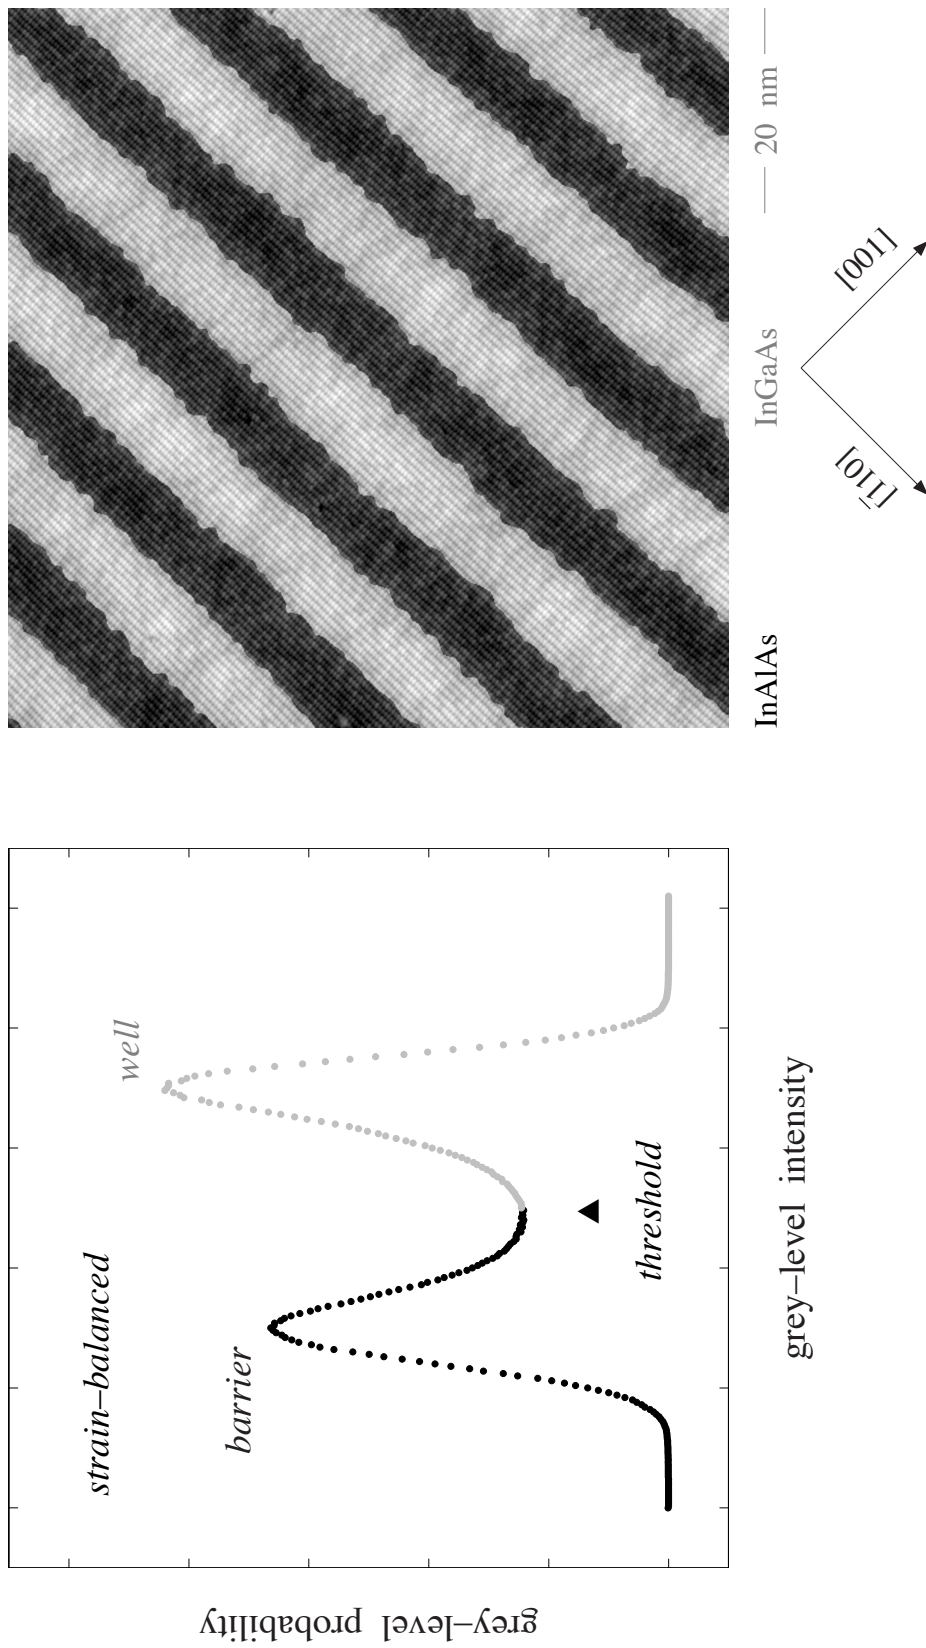 strain–balanced
barrier
well
threshold
grey–level intensity
grey–level probability
InAlAs
InGaAs
20 nm
[1̄10]
[001]